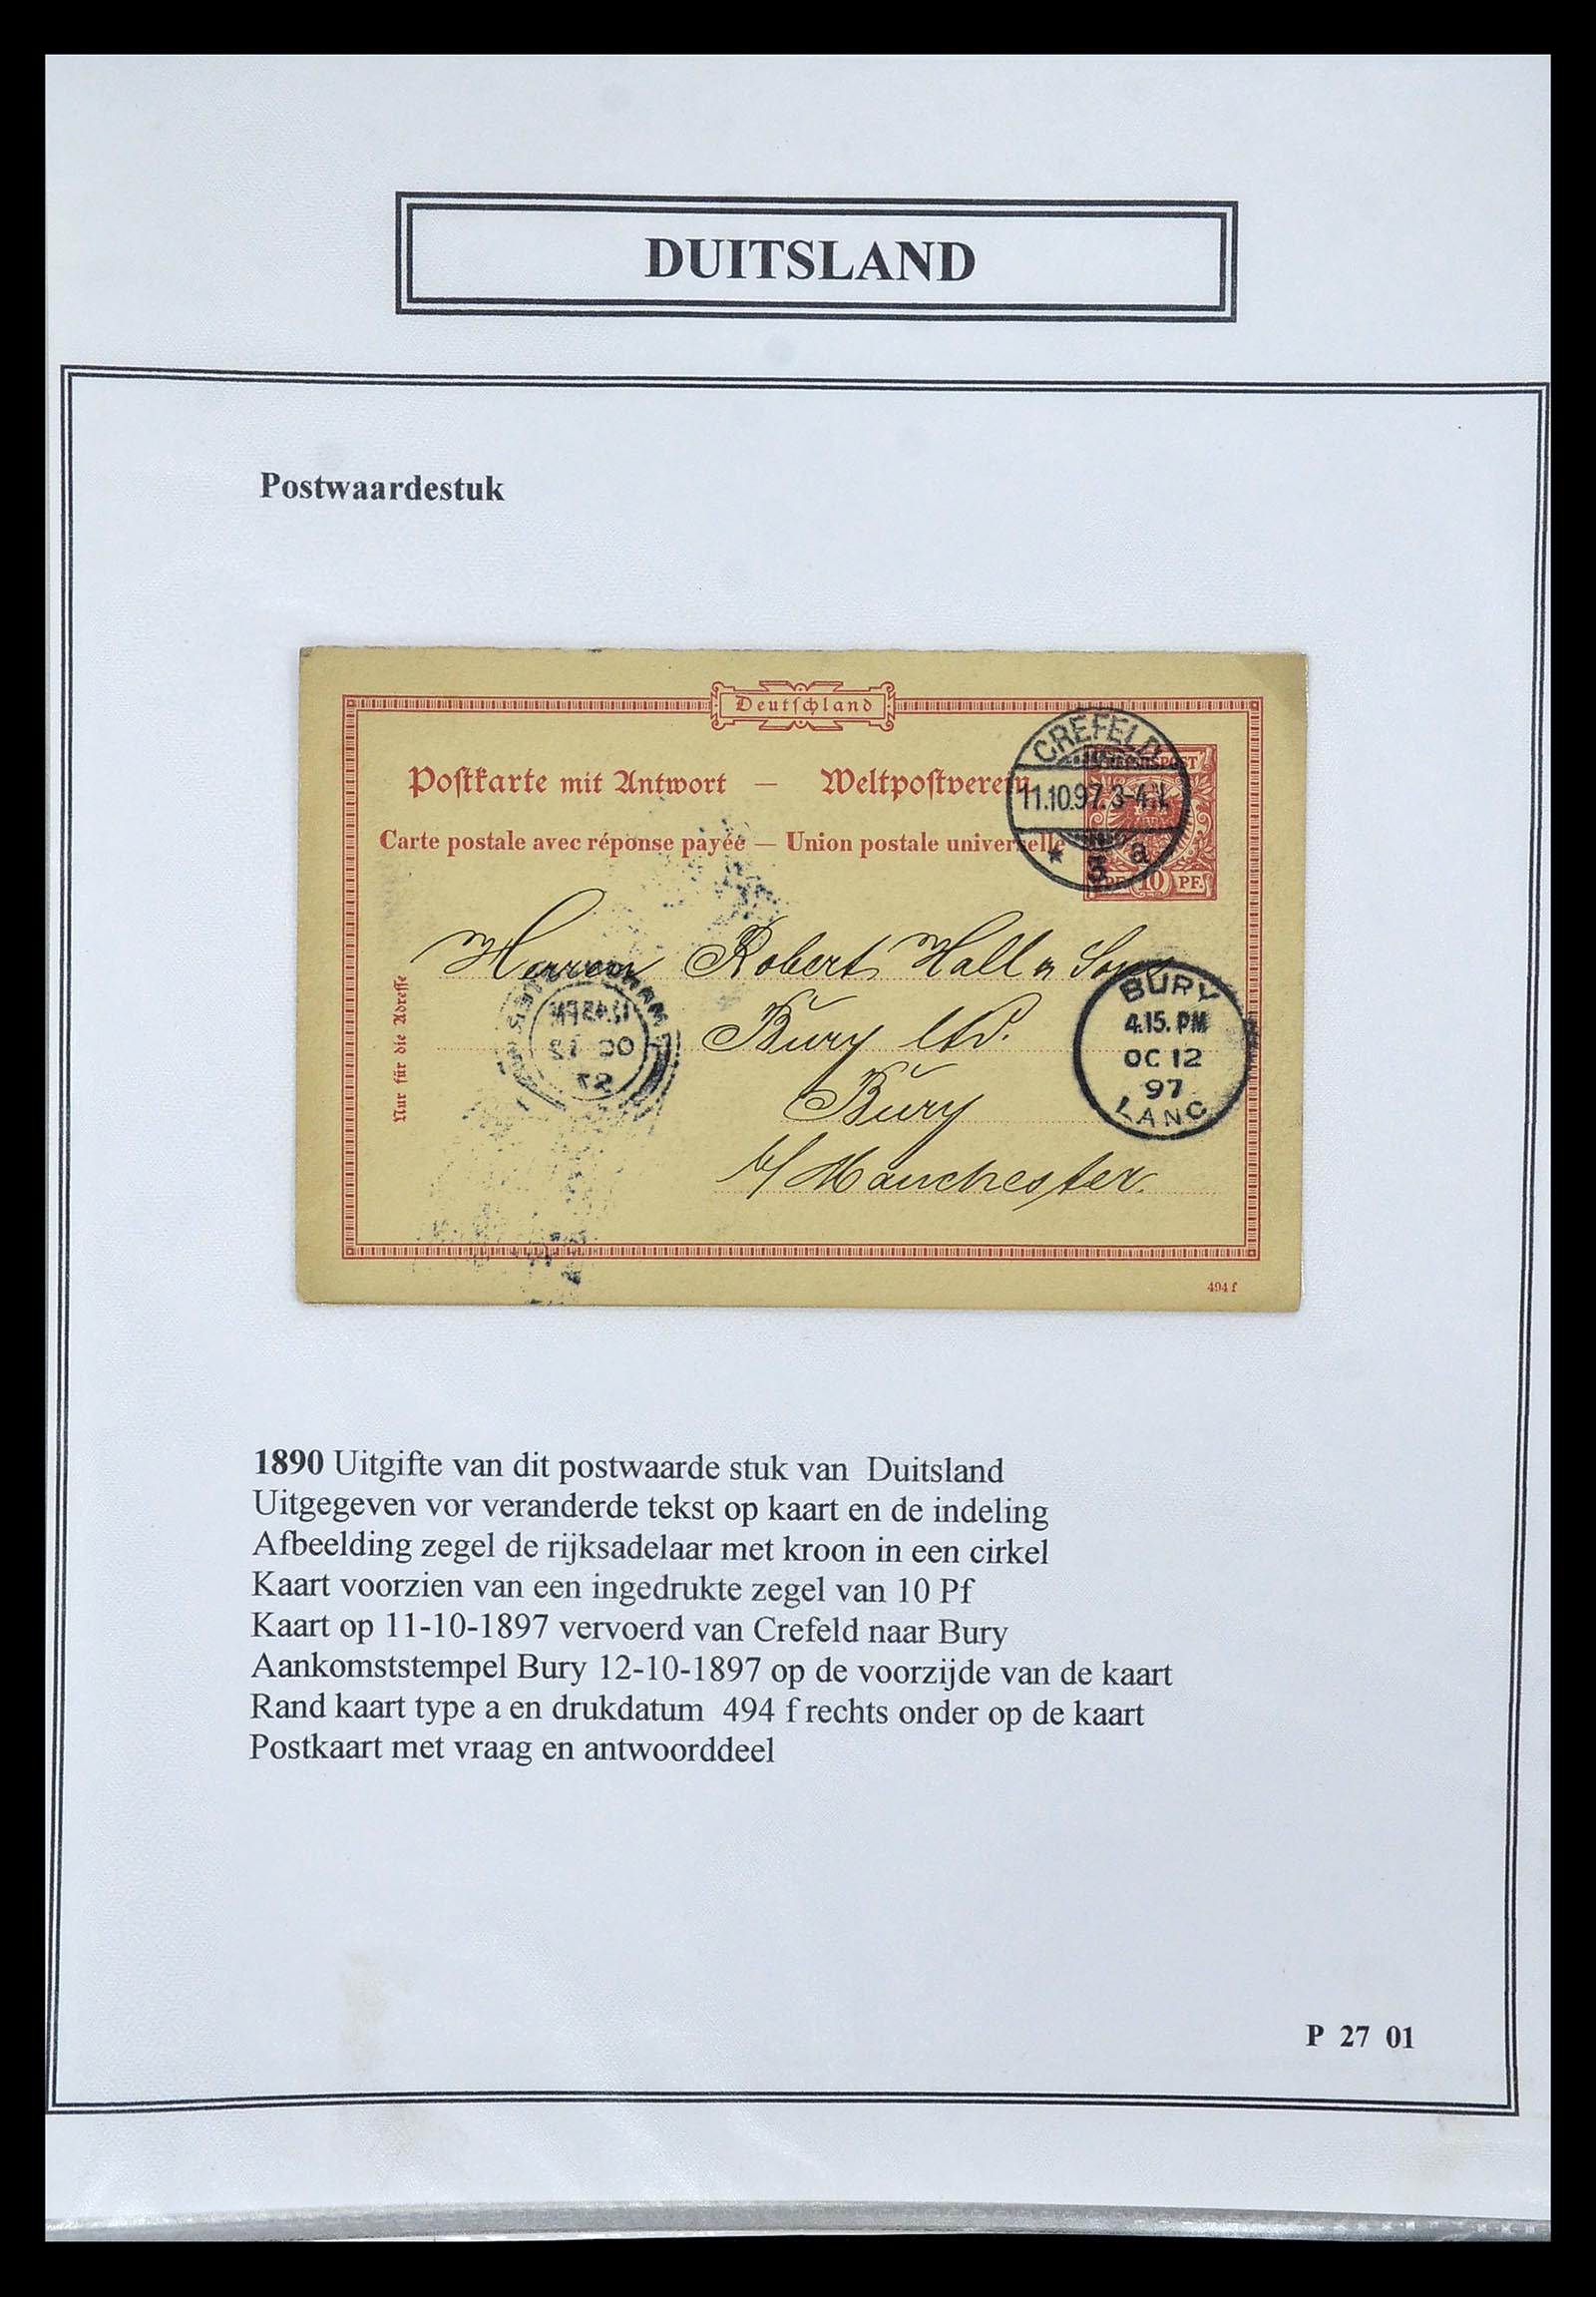 DUITSLAND
Postwaardestuk
Deutschland
Postkarte mit Antwort — Weltpostverein
Carte postale avec réponse payée — Union postale universelle
CREFELD
11.10.97. 3-4 N.
* 3 a
REICHSPOST
10 PF.
Nur für die Adresse
Herren Robert Hall & Sons
Bury Ltd.
Bury
b/ Manchester.
BURY
4.15. PM
OC 12
97
LANC
OC 12
97
494 f
1890 Uitgifte van dit postwaarde stuk van Duitsland
Uitgegeven vor veranderde tekst op kaart en de indeling
Afbeelding zegel de rijksadelaar met kroon in een cirkel
Kaart voorzien van een ingedrukte zegel van 10 Pf
Kaart op 11-10-1897 vervoerd van Crefeld naar Bury
Aankomststempel Bury 12-10-1897 op de voorzijde van de kaart
Rand kaart type a en drukdatum 494 f rechts onder op de kaart
Postkaart met vraag en antwoorddeel
P 27 01